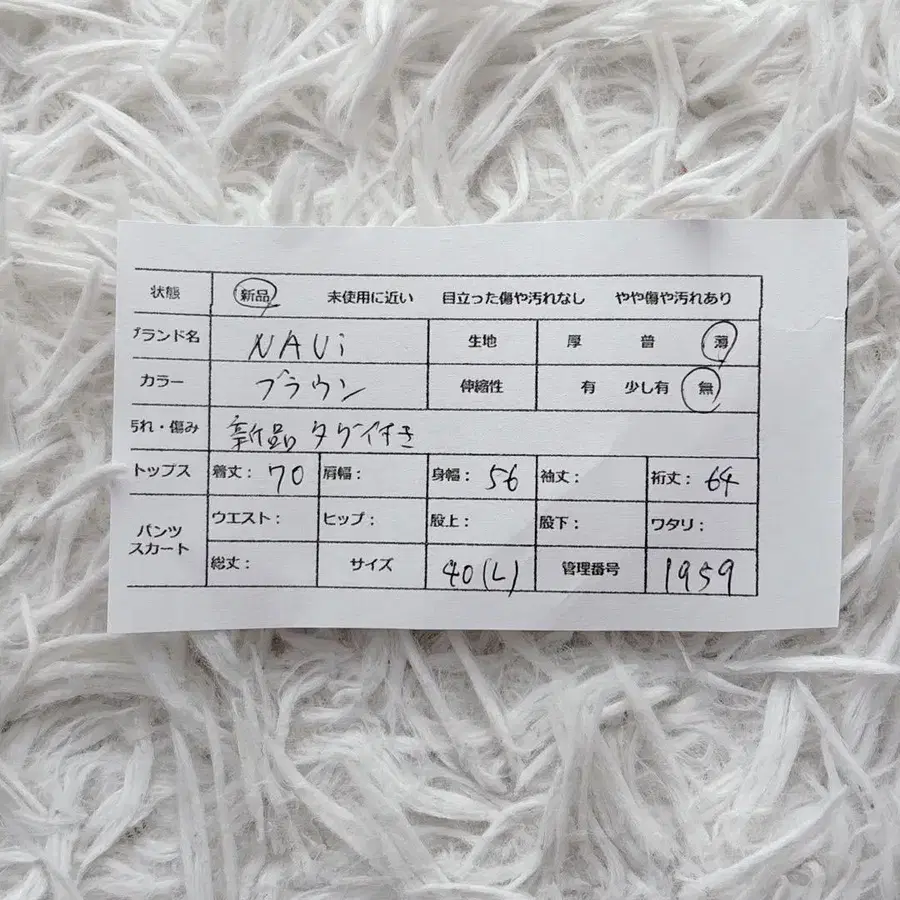 状態 新品 未使用に近い 目立った傷や汚れなし やや傷や汚れあり
ブランド名 NAVi 生地 厚 普 薄
カラー ブラウン 伸縮性 有 少し有 無
汚れ・傷み 新品タグ付き
トップス 着丈: 70 肩幅: 身幅: 56 袖丈: 裄丈: 64
パンツ スカート ウエスト: ヒップ: 股上: 股下: ワタリ:
総丈: サイズ 40(L) 管理番号 1959